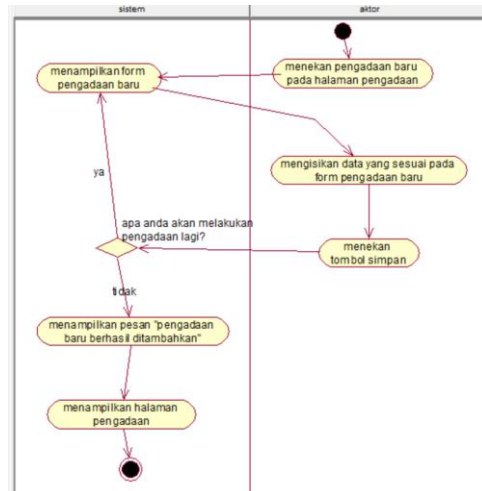 sistem
aktor
menekan pengadaan baru
pada halaman pengadaan
menampilkan form
pengadaan baru
mengisikan data yang sesuai pada
form pengadaan baru
ya
apa anda akan melakukan
pengadaan lagi?
menekan
tombol simpan
tidak
menampilkan pesan "pengadaan
baru berhasil ditambahkan"
menampilkan halaman
pengadaan